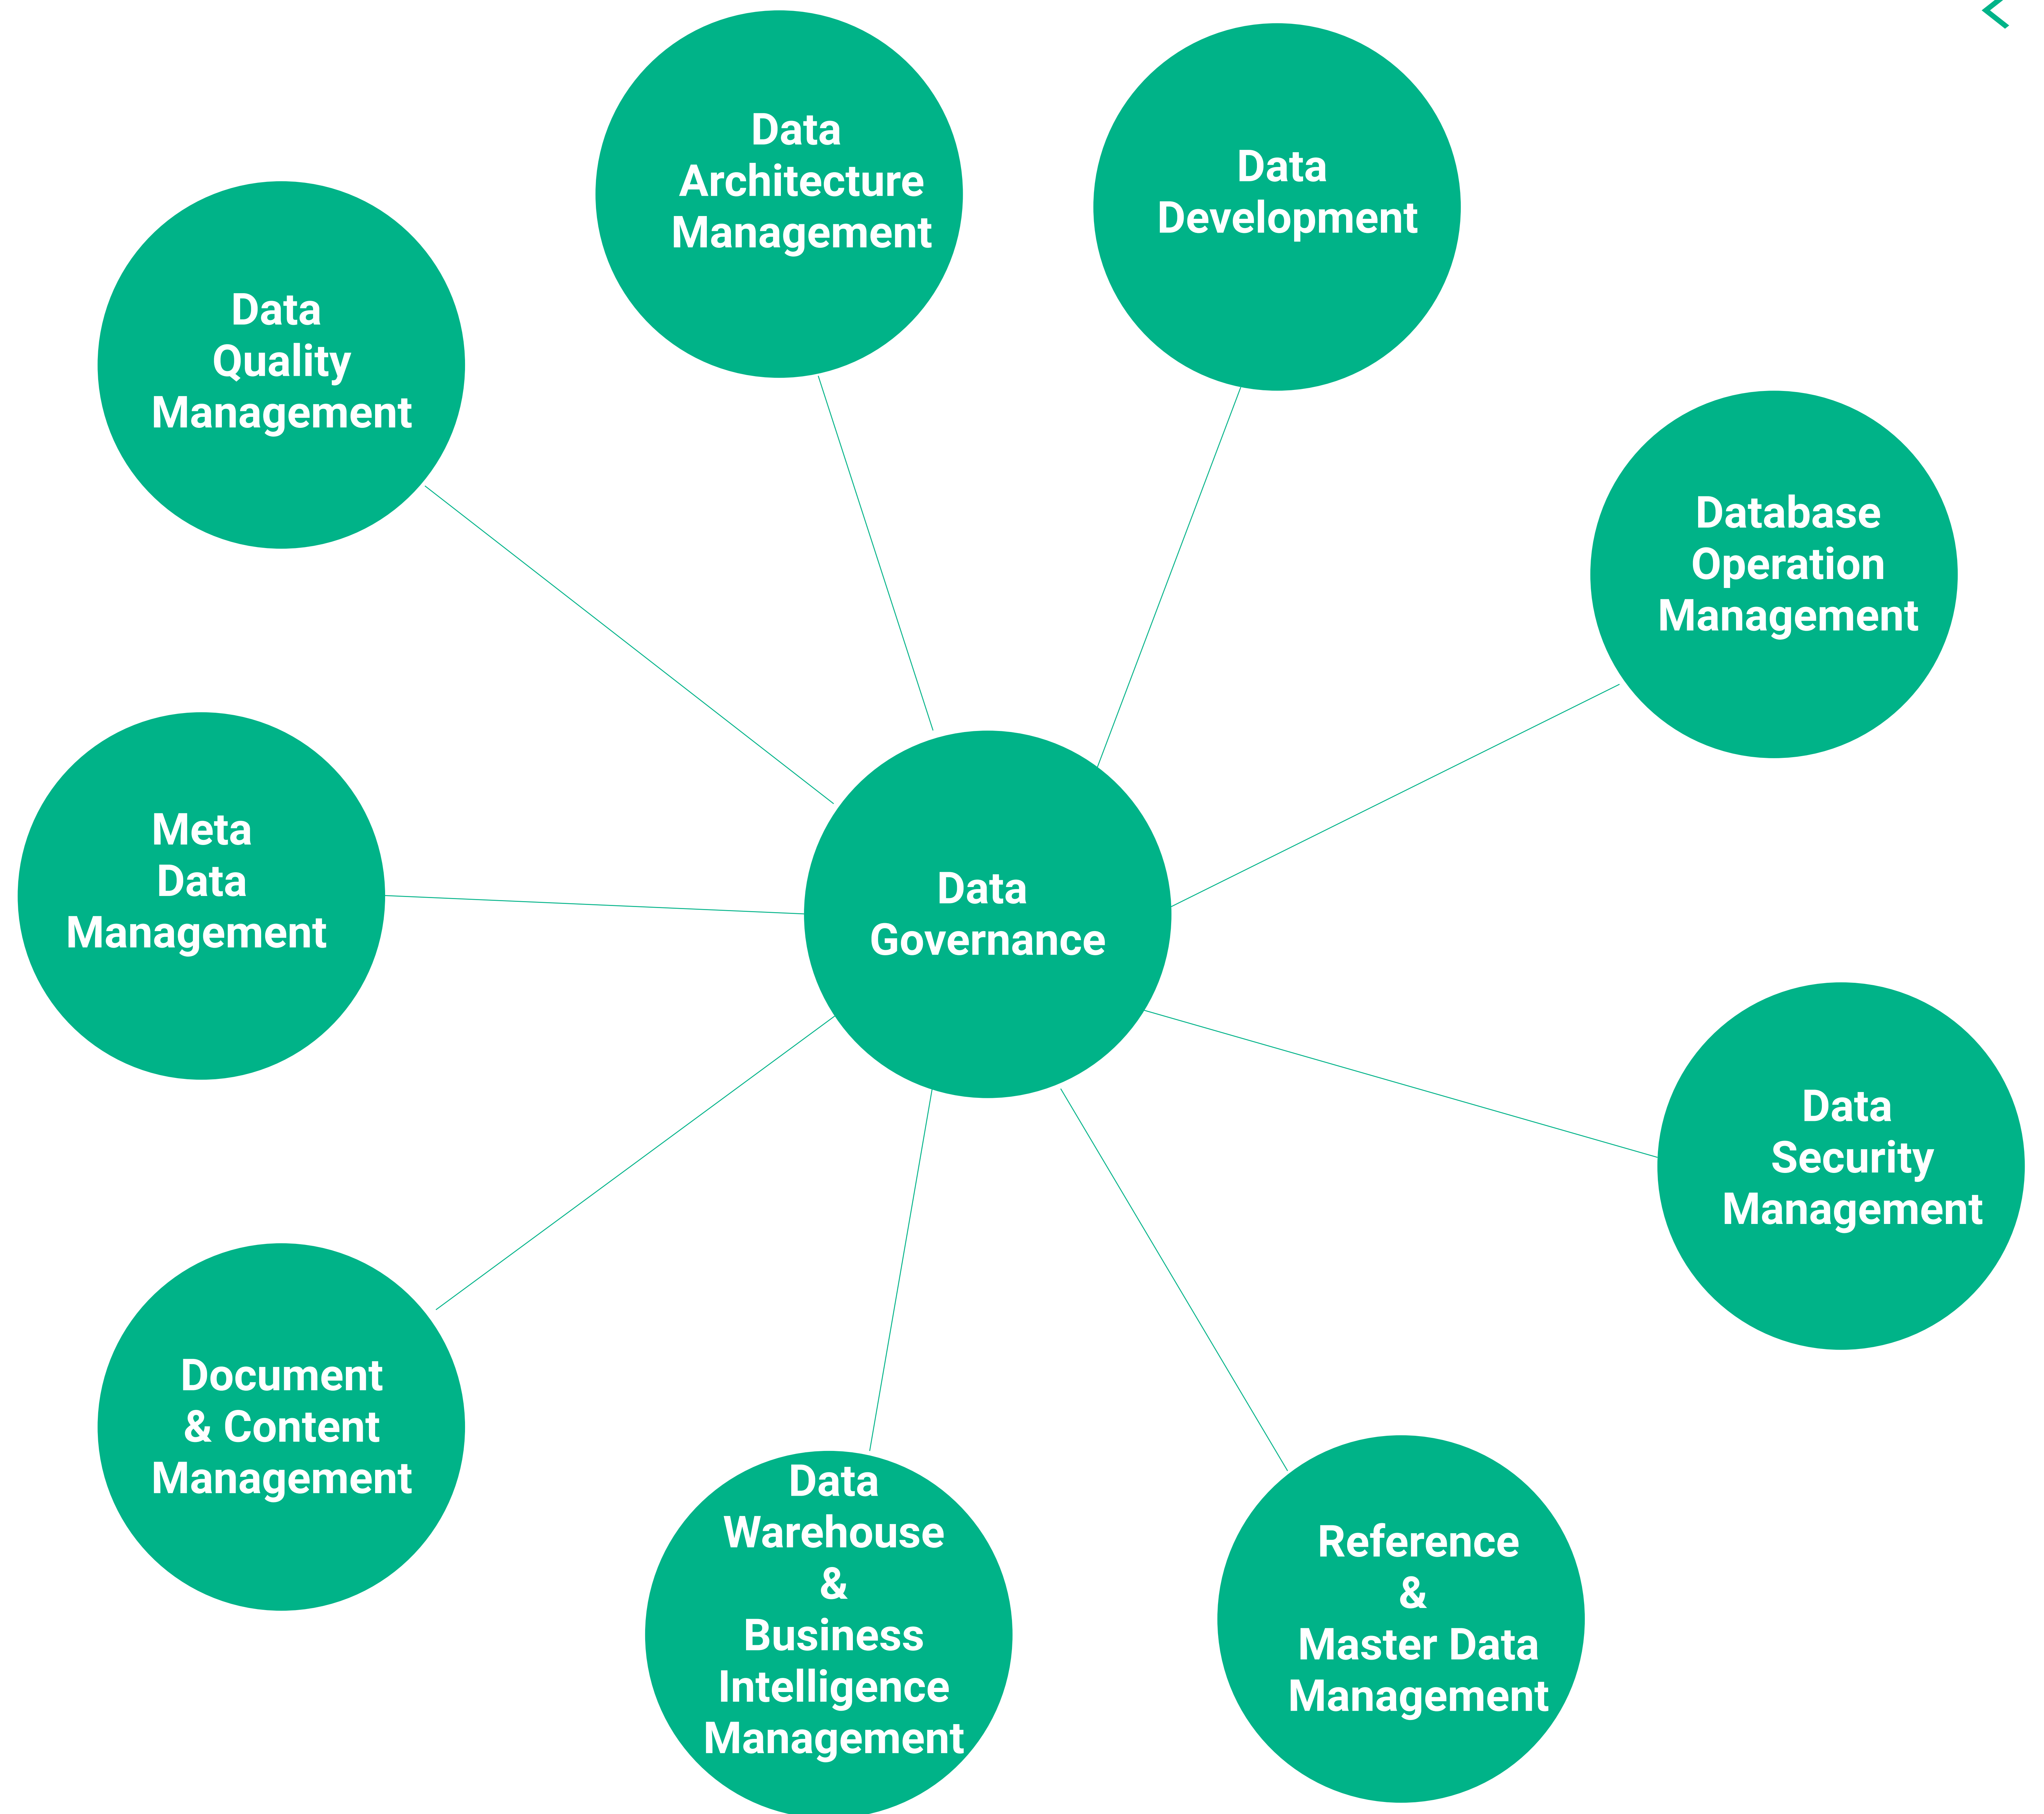 Data
Architecture
Management
Data
Development
Data
Quality
Management
Database
Operation
Management
Meta
Data
Management
Data
Governance
Data
Security
Management
Document
& Content
Management
Data
Warehouse
&
Business
Intelligence
Management
Reference
&
Master Data
Management